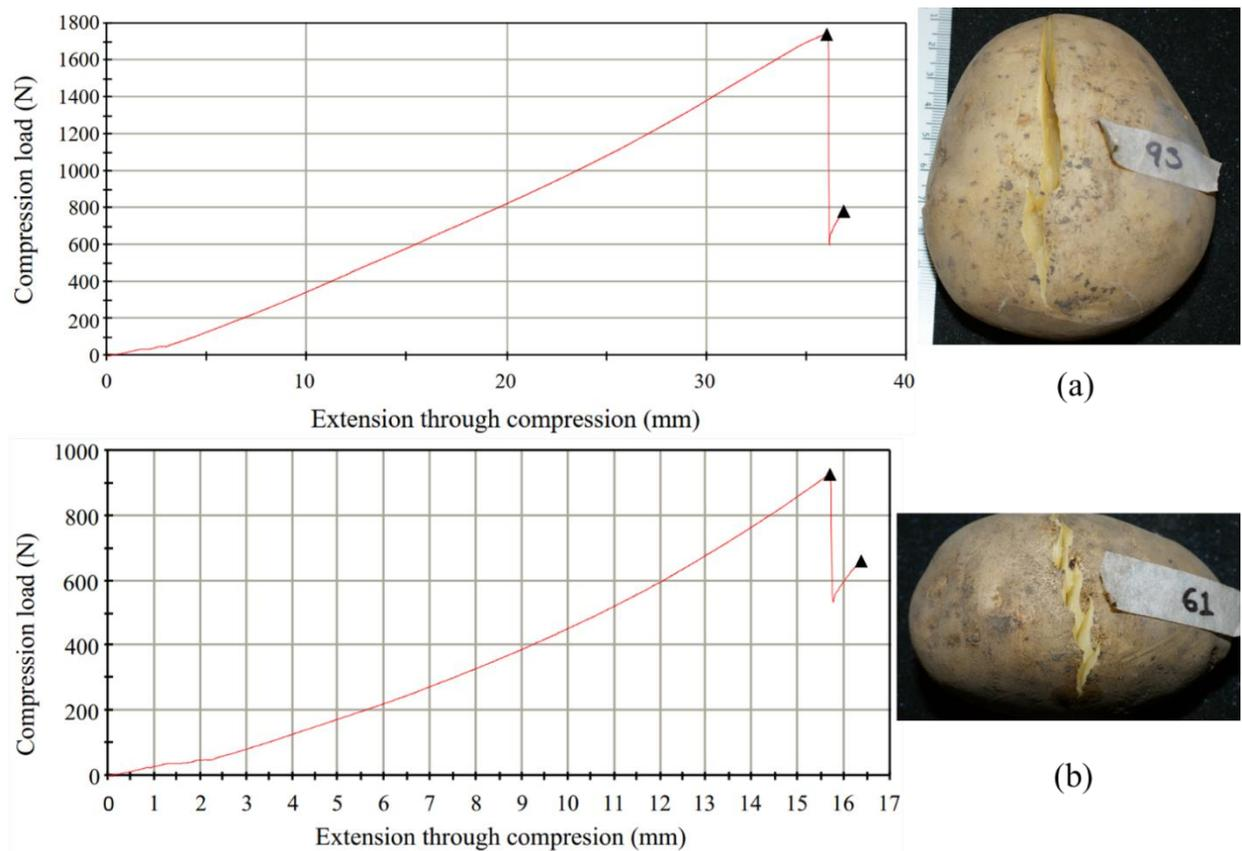 1800
1600
1400
1200
1000
800
600
400
200
0
Compression load (N)
0 10 20 30 40
Extension through compression (mm)
93
(a)
1000
800
600
400
200
0
Compression load (N)
0 1 2 3 4 5 6 7 8 9 10 11 12 13 14 15 16 17
Extension through compresion (mm)
61
(b)